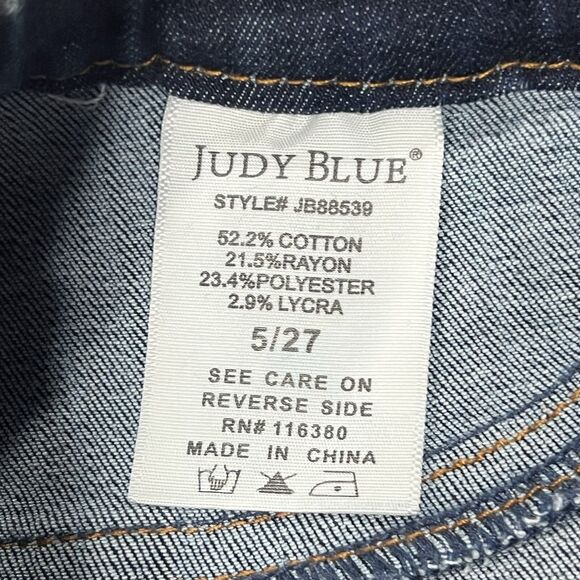 JUDY BLUE®
STYLE# JB88539
52.2% COTTON
21.5%RAYON
23.4%POLYESTER
2.9% LYCRA
5/27
SEE CARE ON
REVERSE SIDE
RN# 116380
MADE IN CHINA